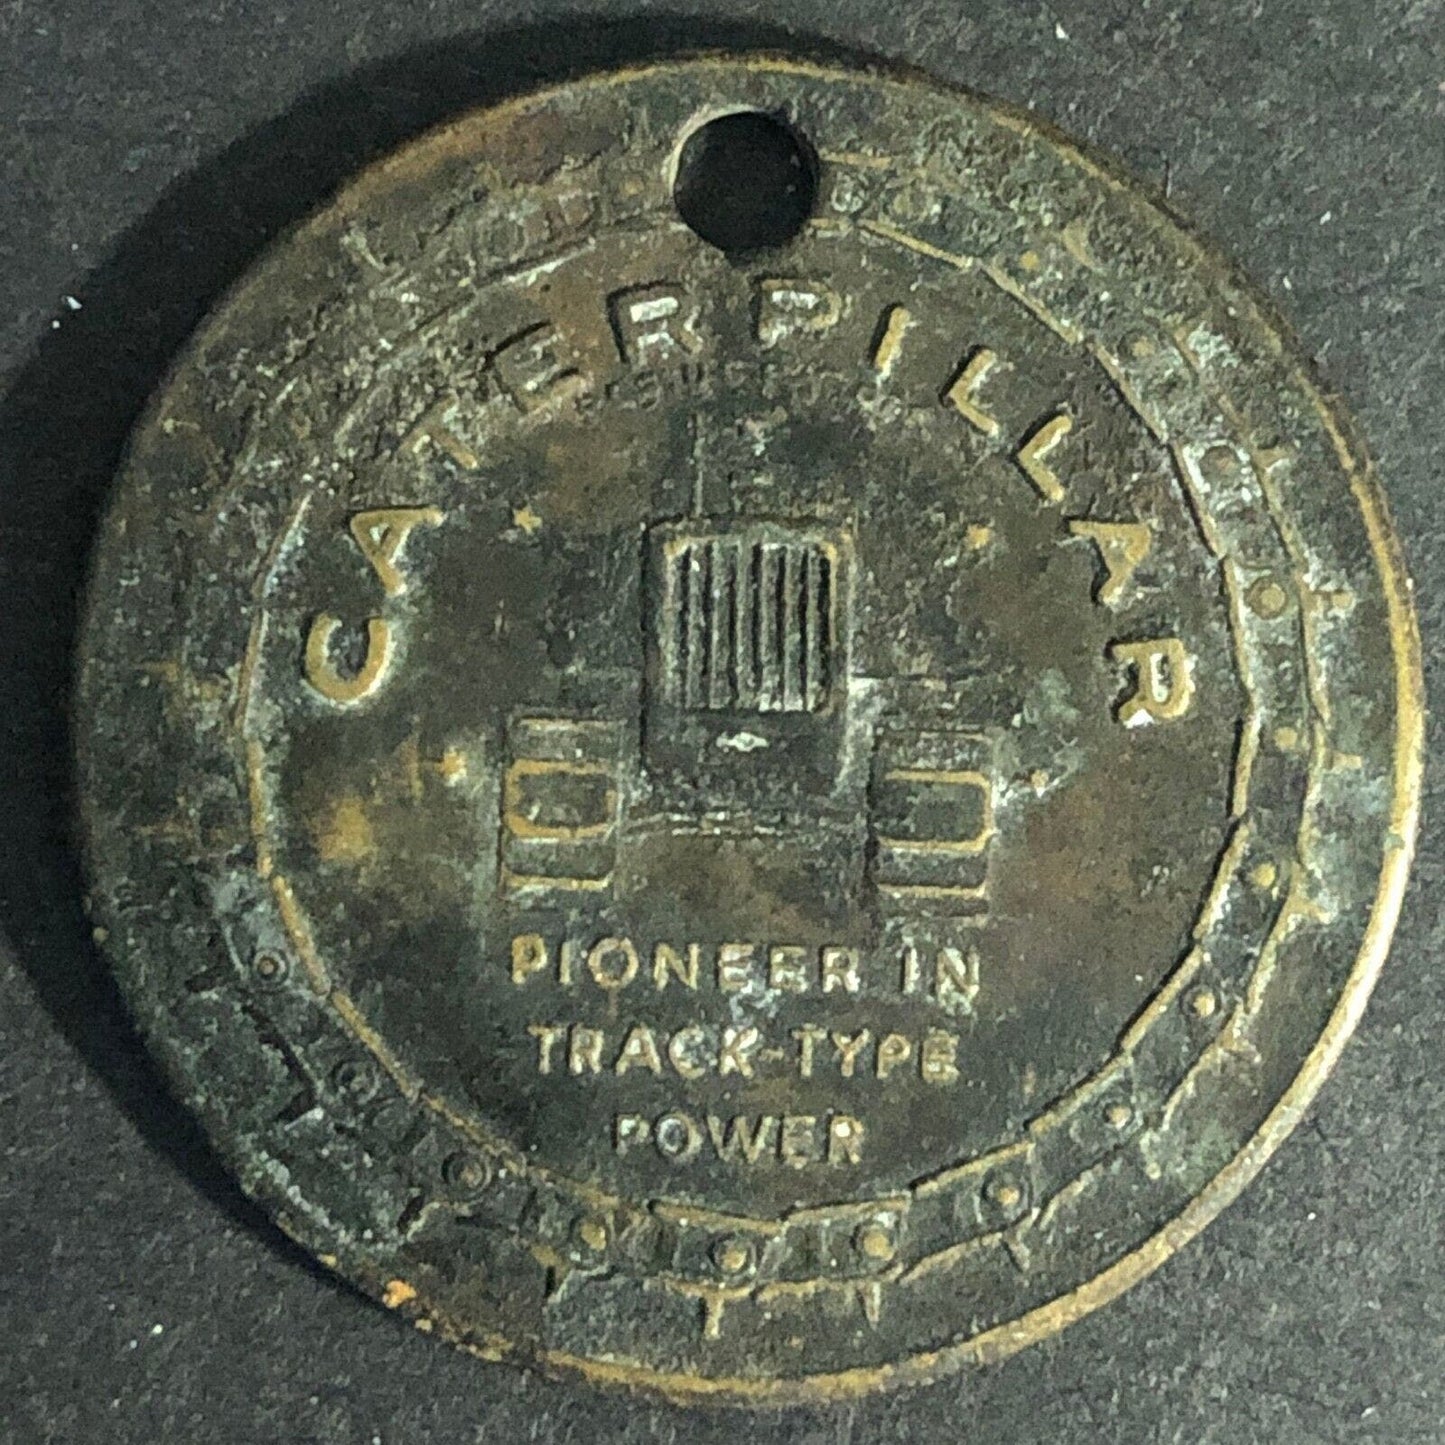 CATERPILLAR
PIONEER IN
TRACK-TYPE
POWER